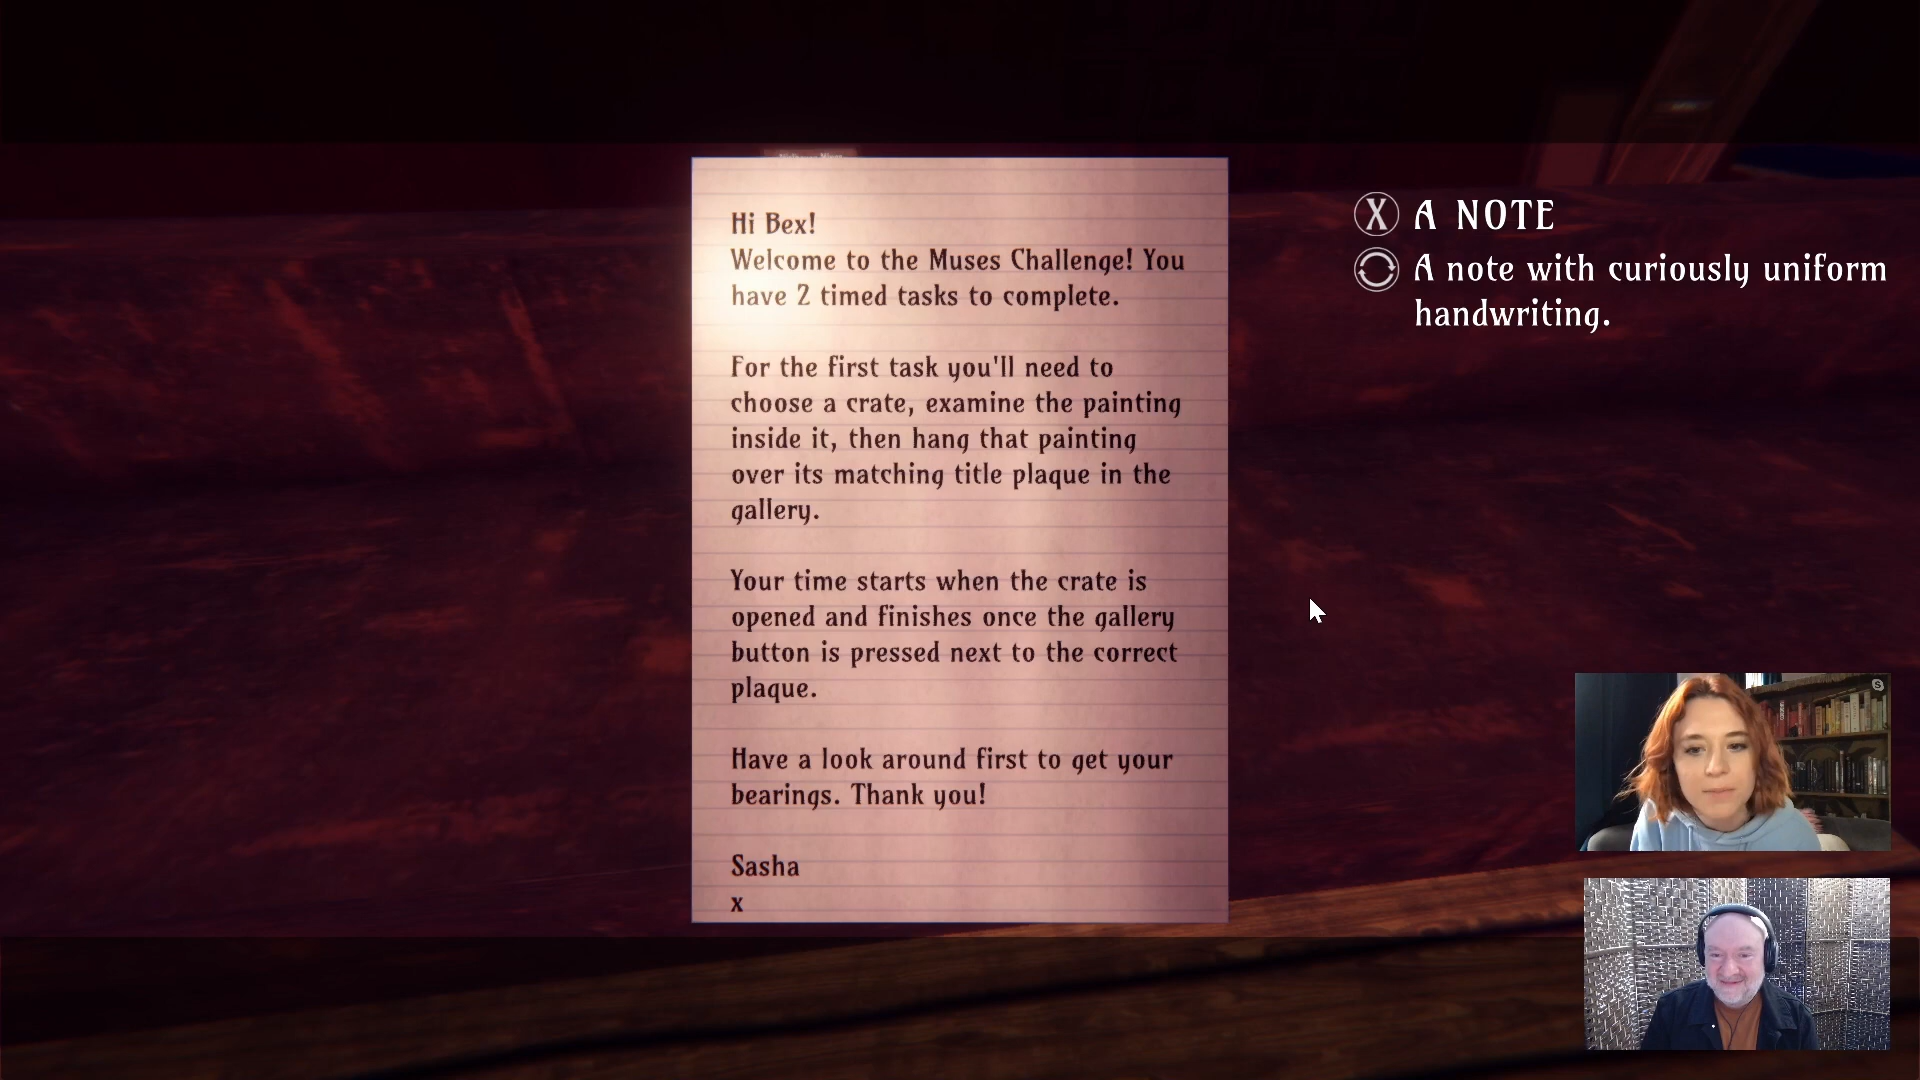 Hi Bex!
Welcome to the Muses Challenge! You
have 2 timed tasks to complete.
For the first task you'll need to
choose a crate, examine the painting
inside it, then hang that painting
over its matching title plaque in the
gallery.
Your time starts when the crate is
opened and finishes once the gallery
button is pressed next to the correct
plaque.
Have a look around first to get your
bearings. Thank you!
Sasha
x
X A NOTE
A note with curiously uniform
handwriting.